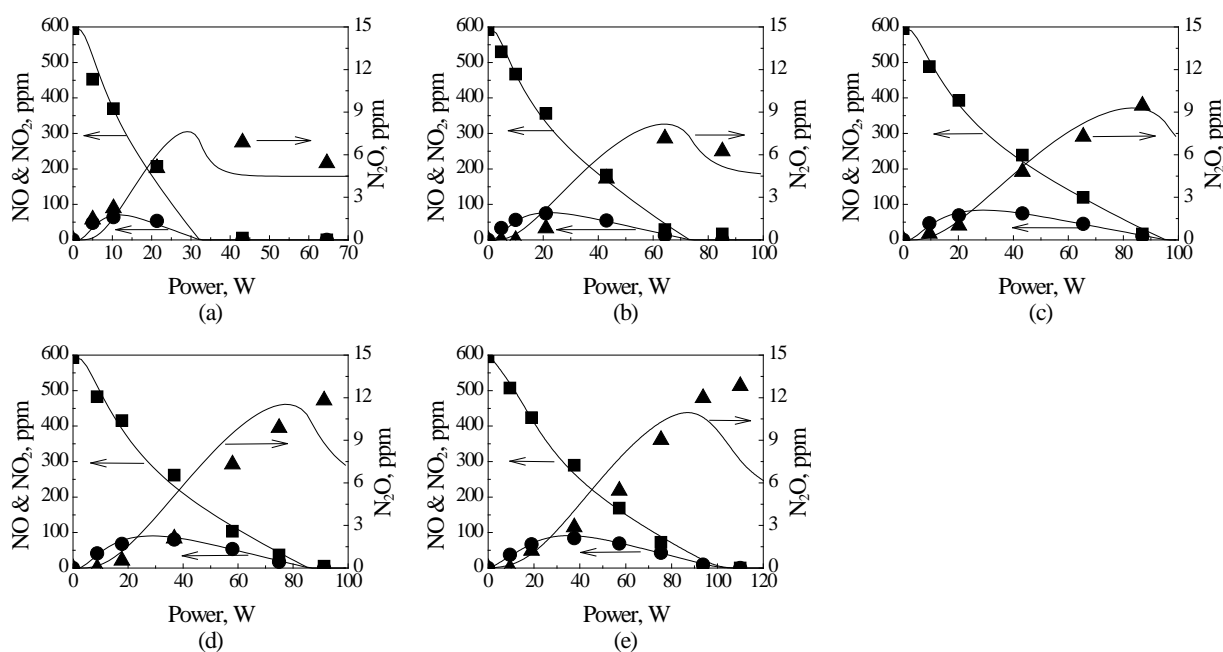 600 500 400 300 200 100 0
NO & NO₂, ppm
15 12 9 6 3 0
N₂O, ppm
0 10 20 30 40 50 60 70
Power, W
(a)
600 500 400 300 200 100 0
NO & NO₂, ppm
15 12 9 6 3 0
N₂O, ppm
0 20 40 60 80 100
Power, W
(b)
600 500 400 300 200 100 0
NO & NO₂, ppm
15 12 9 6 3 0
N₂O, ppm
0 20 40 60 80 100
Power, W
(c)
600 500 400 300 200 100 0
NO & NO₂, ppm
15 12 9 6 3 0
N₂O, ppm
0 20 40 60 80 100
Power, W
(d)
600 500 400 300 200 100 0
NO & NO₂, ppm
15 12 9 6 3 0
N₂O, ppm
0 20 40 60 80 100 120
Power, W
(e)